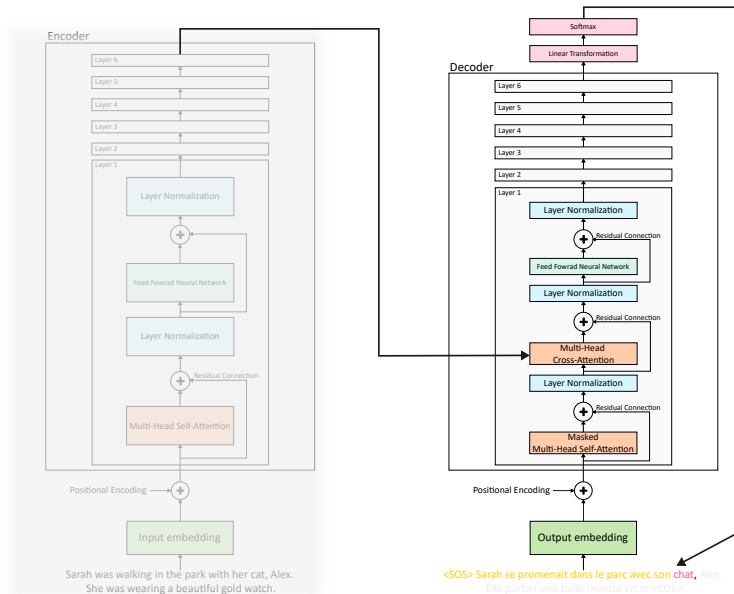 Encoder
Layer 6
Layer 5
Layer 4
Layer 3
Layer 2
Layer 1
Layer Normalization
Feed Fowrad Neural Network
Layer Normalization
Residual Connection
Multi-Head Self-Attention
Positional Encoding
Input embedding
Sarah was walking in the park with her cat, Alex.
She was wearing a beautiful gold watch.
Softmax
Linear Transformation
Decoder
Layer 6
Layer 5
Layer 4
Layer 3
Layer 2
Layer 1
Layer Normalization
Residual Connection
Feed Fowrad Neural Network
Layer Normalization
Multi-Head
Cross-Attention
Residual Connection
Layer Normalization
Residual Connection
Masked
Multi-Head Self-Attention
Positional Encoding
Output embedding
<SOS> Sarah se promenait dans le parc avec son chat, Alex.
Elle portait une belle montre en or <EOS>